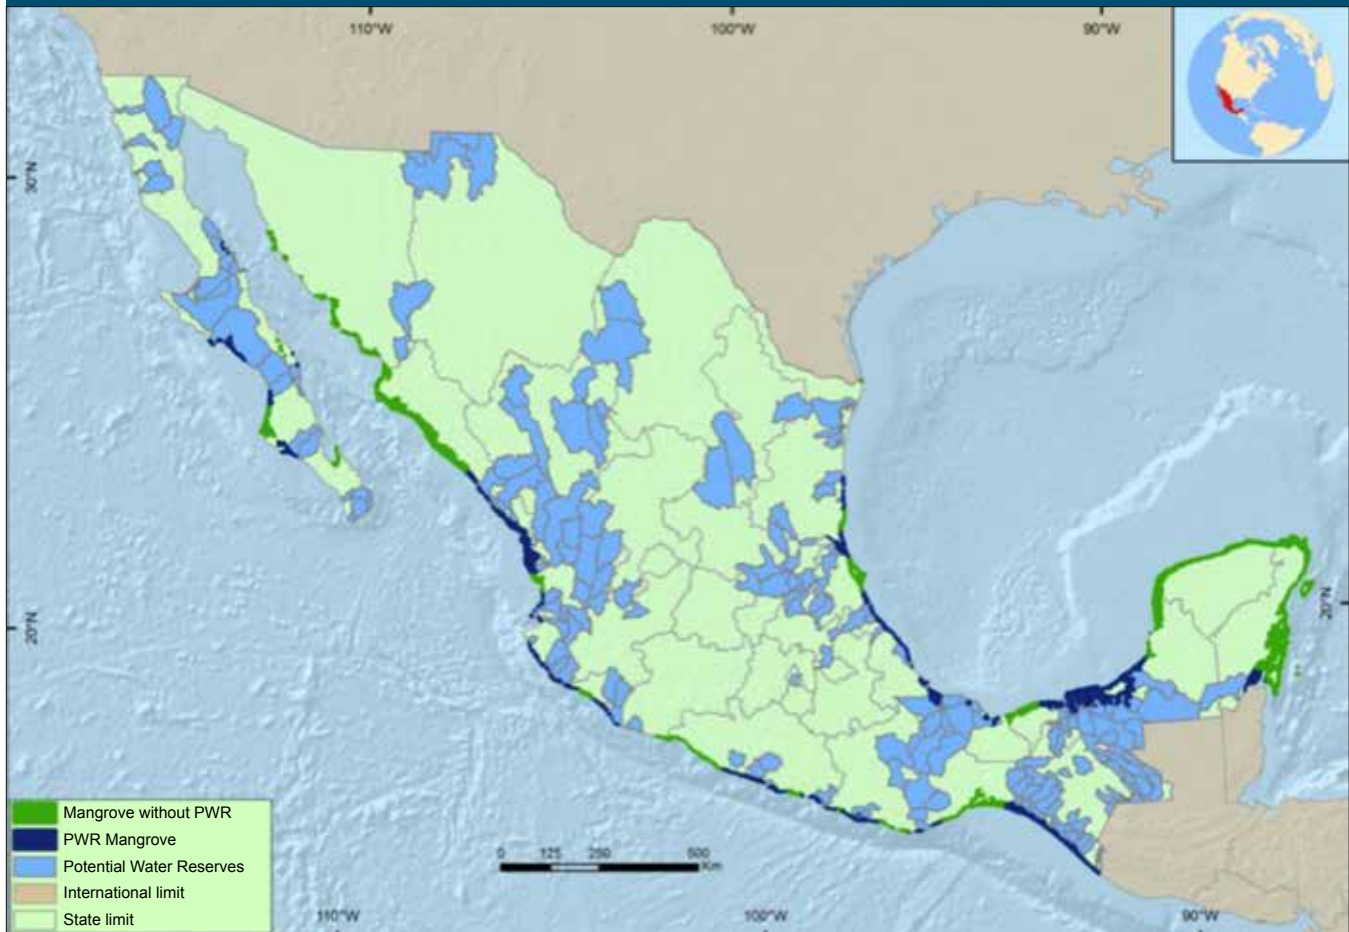 110°W 100°W 90°W
30°N
20°N
20°N
0 125 250 500
Km
Mangrove without PWR
PWR Mangrove
Potential Water Reserves
International limit
State limit
110°W 100°W 90°W